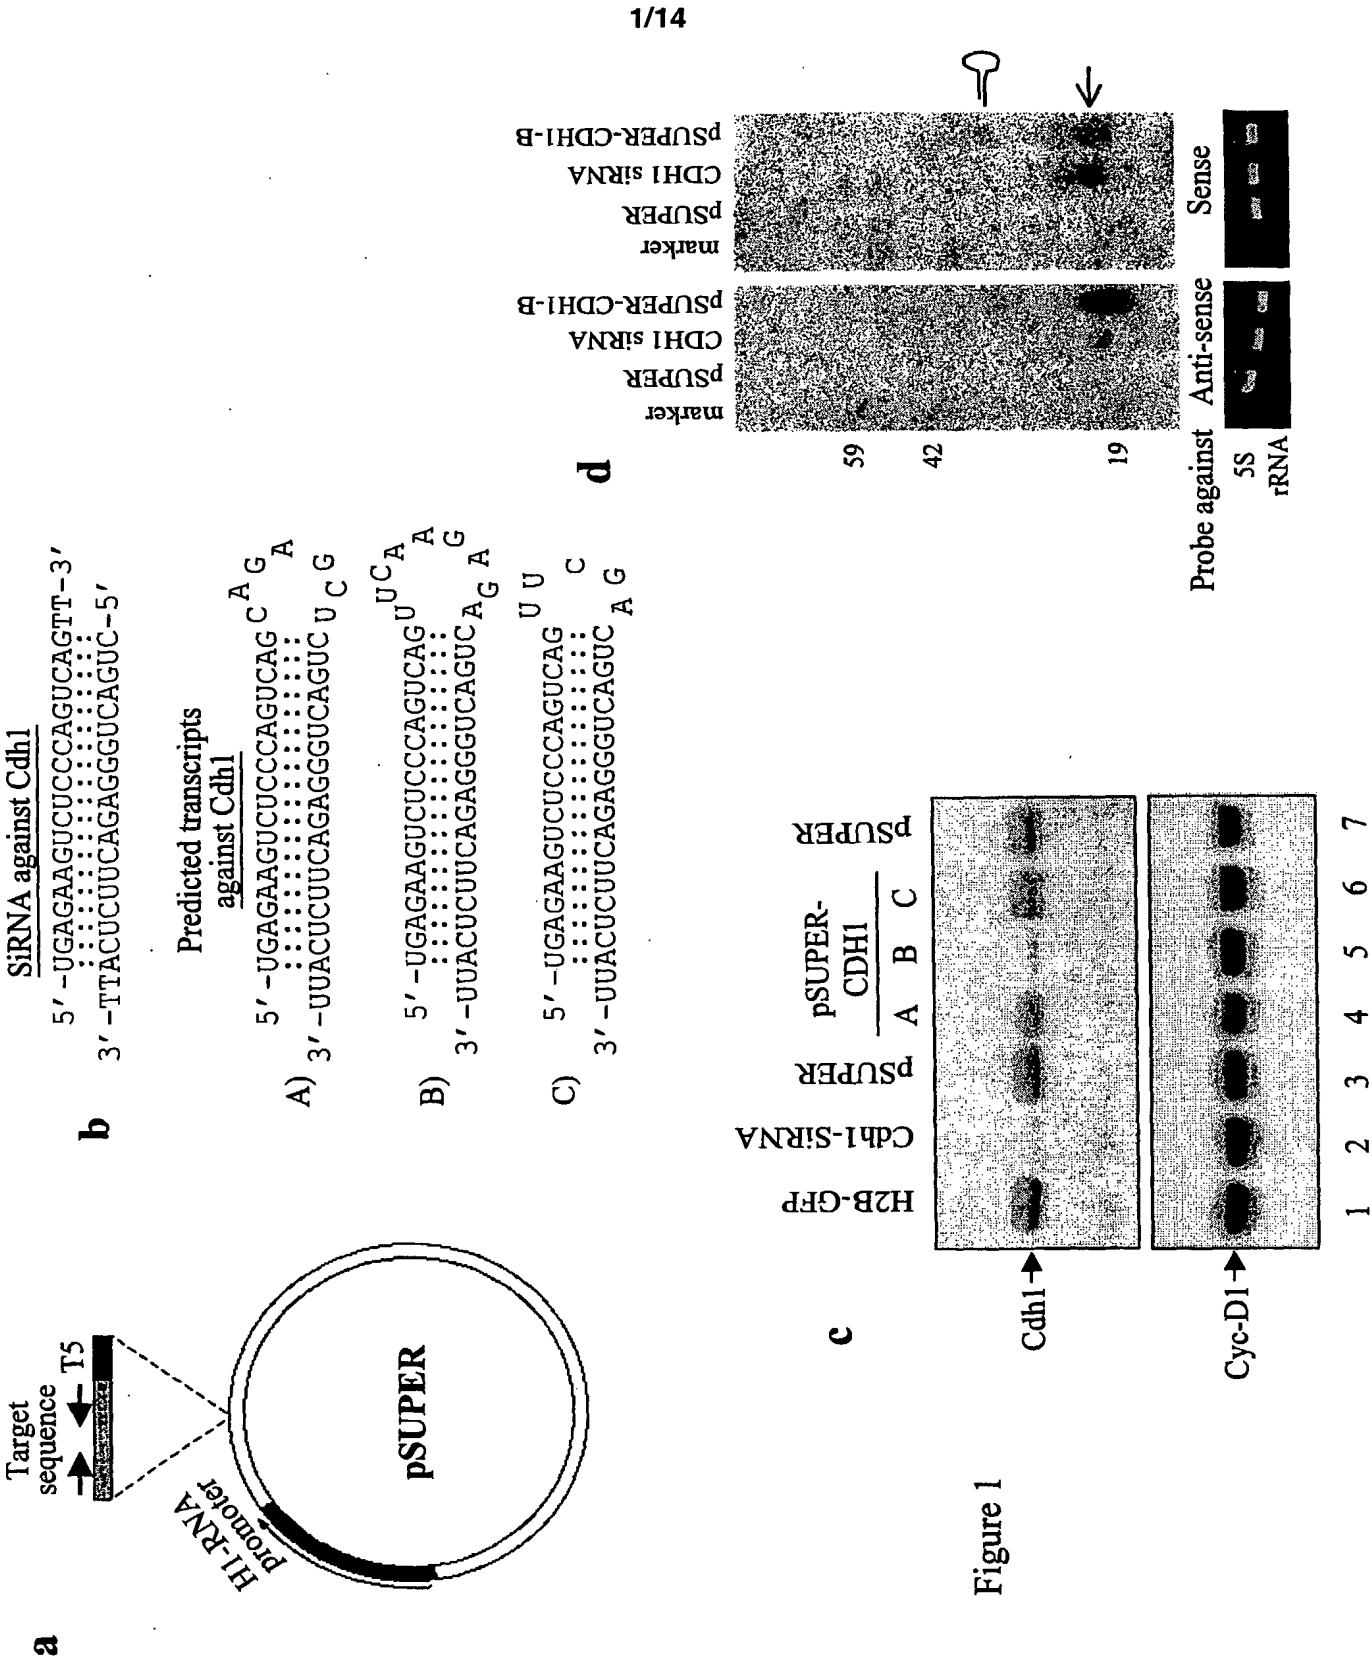 1/14
a
Target
sequence
T5
H1-RNA
promoter
pSUPER
b
SiRNA against Cdh1
5'-UGAGAAGUCUCCCAGUCAGTT-3'
3'-TTACUCUUCAGAGGGUCAGUC-5'
Predicted transcripts
against Cdh1
A)
5'-UGAGAAGUCUCCCAGUCAG
C A G A
3'-UUACUCUUCAGAGGGUCAGUC
U C G
B)
5'-UGAGAAGUCUCCCAGUCAG
U U C A A G A
3'-UUACUCUUCAGAGGGUCAGUC
A G
C)
5'-UGAGAAGUCUCCCAGUCAG
U U C
3'-UUACUCUUCAGAGGGUCAGUC
A G
c
H2B-GFP
Cdh1-SiRNA
pSUPER
pSUPER-
CDH1
A B C
pSUPER
Cdh1
Cyc-D1
1 2 3 4 5 6 7
d
marker
pSUPER
CDH1 siRNA
pSUPER-CDH1-B
marker
pSUPER
CDH1 siRNA
pSUPER-CDH1-B
59
42
19
Probe against Anti-sense Sense
5S
rRNA
Figure 1